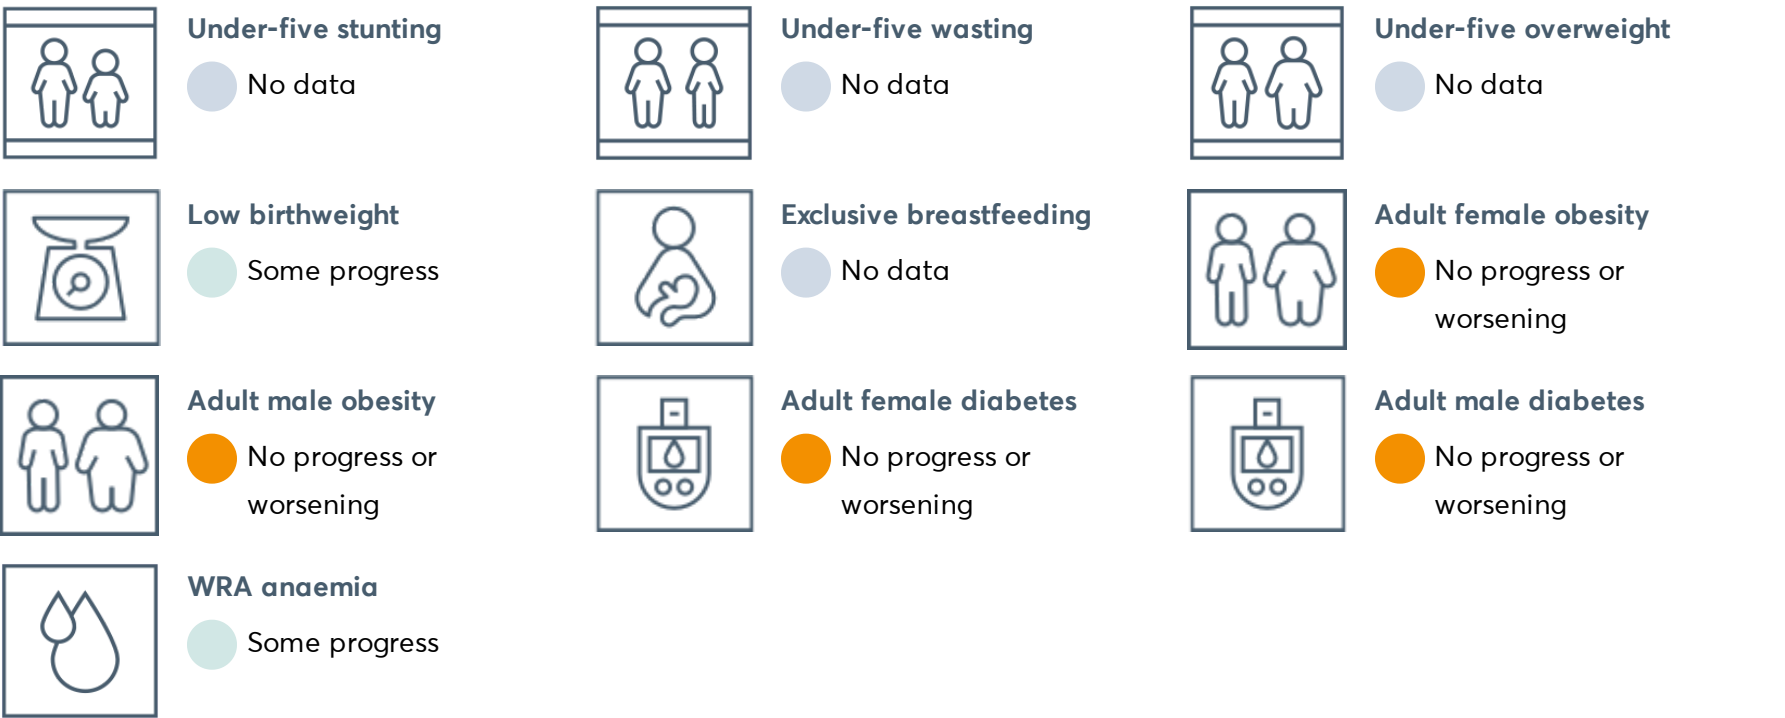 Under-five stunting
No data
Under-five wasting
No data
Under-five overweight
No data
Low birthweight
Some progress
Exclusive breastfeeding
No data
Adult female obesity
No progress or
worsening
Adult male obesity
No progress or
worsening
Adult female diabetes
No progress or
worsening
Adult male diabetes
No progress or
worsening
WRA anaemia
Some progress